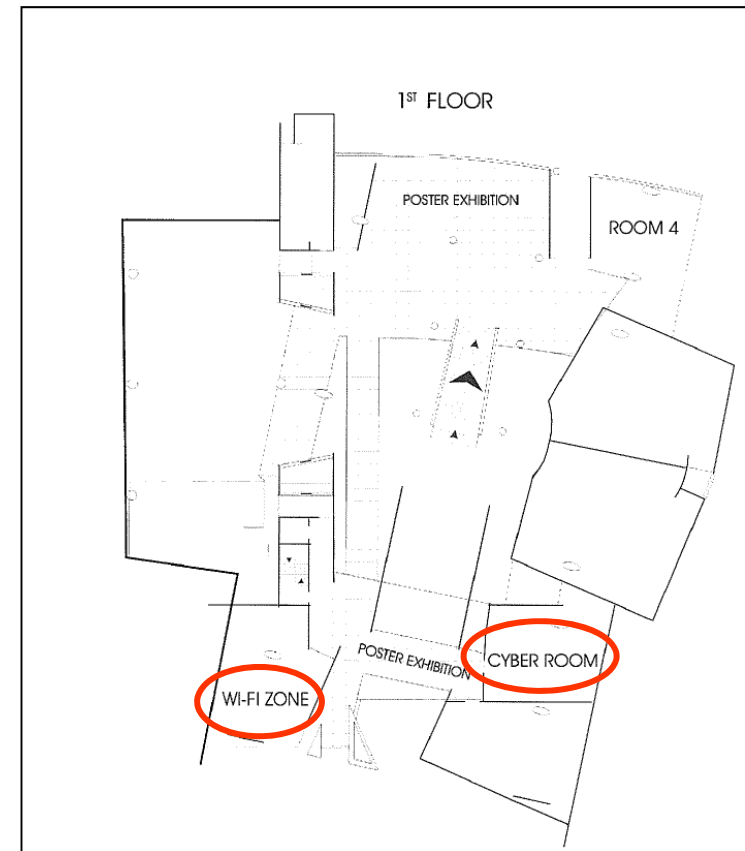 1ST FLOOR
POSTER EXHIBITION
ROOM 4
POSTER EXHIBITION
CYBER ROOM
WI-FI ZONE